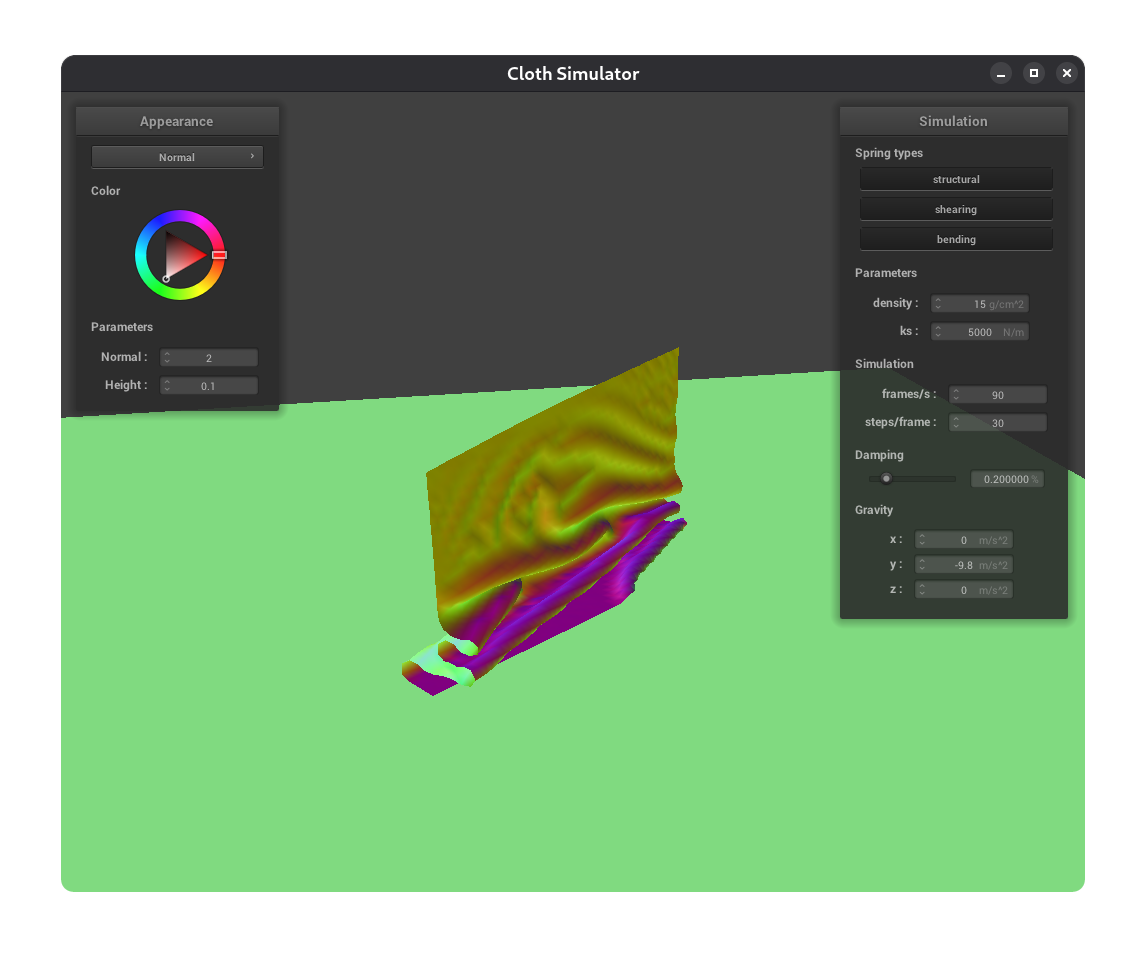 Cloth Simulator
Appearance
Normal
Color
Parameters
Normal : 2
Height : 0.1
Simulation
Spring types
structural
shearing
bending
Parameters
density : 15 g/cm^2
ks : 5000 N/m
Simulation
frames/s : 90
steps/frame : 30
Damping
0.200000 %
Gravity
x : 0 m/s^2
y : -9.8 m/s^2
z : 0 m/s^2